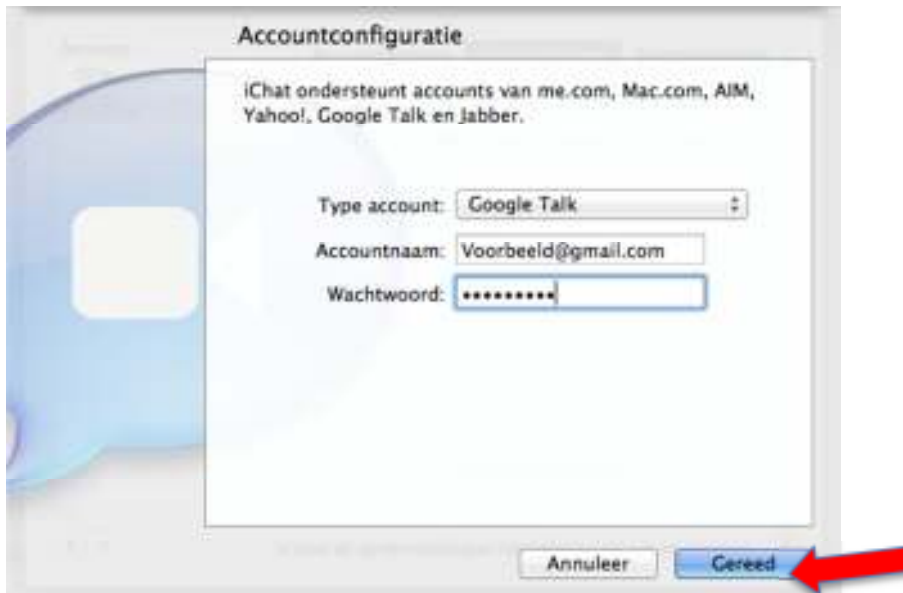 Accountconfiguratie
iChat ondersteunt accounts van me.com, Mac.com, AIM,
Yahoo!, Google Talk en Jabber.
Type account: Google Talk
Accountnaam: Voorbeeld@gmail.com
Wachtwoord: •••••••••
Annuleer Gereed